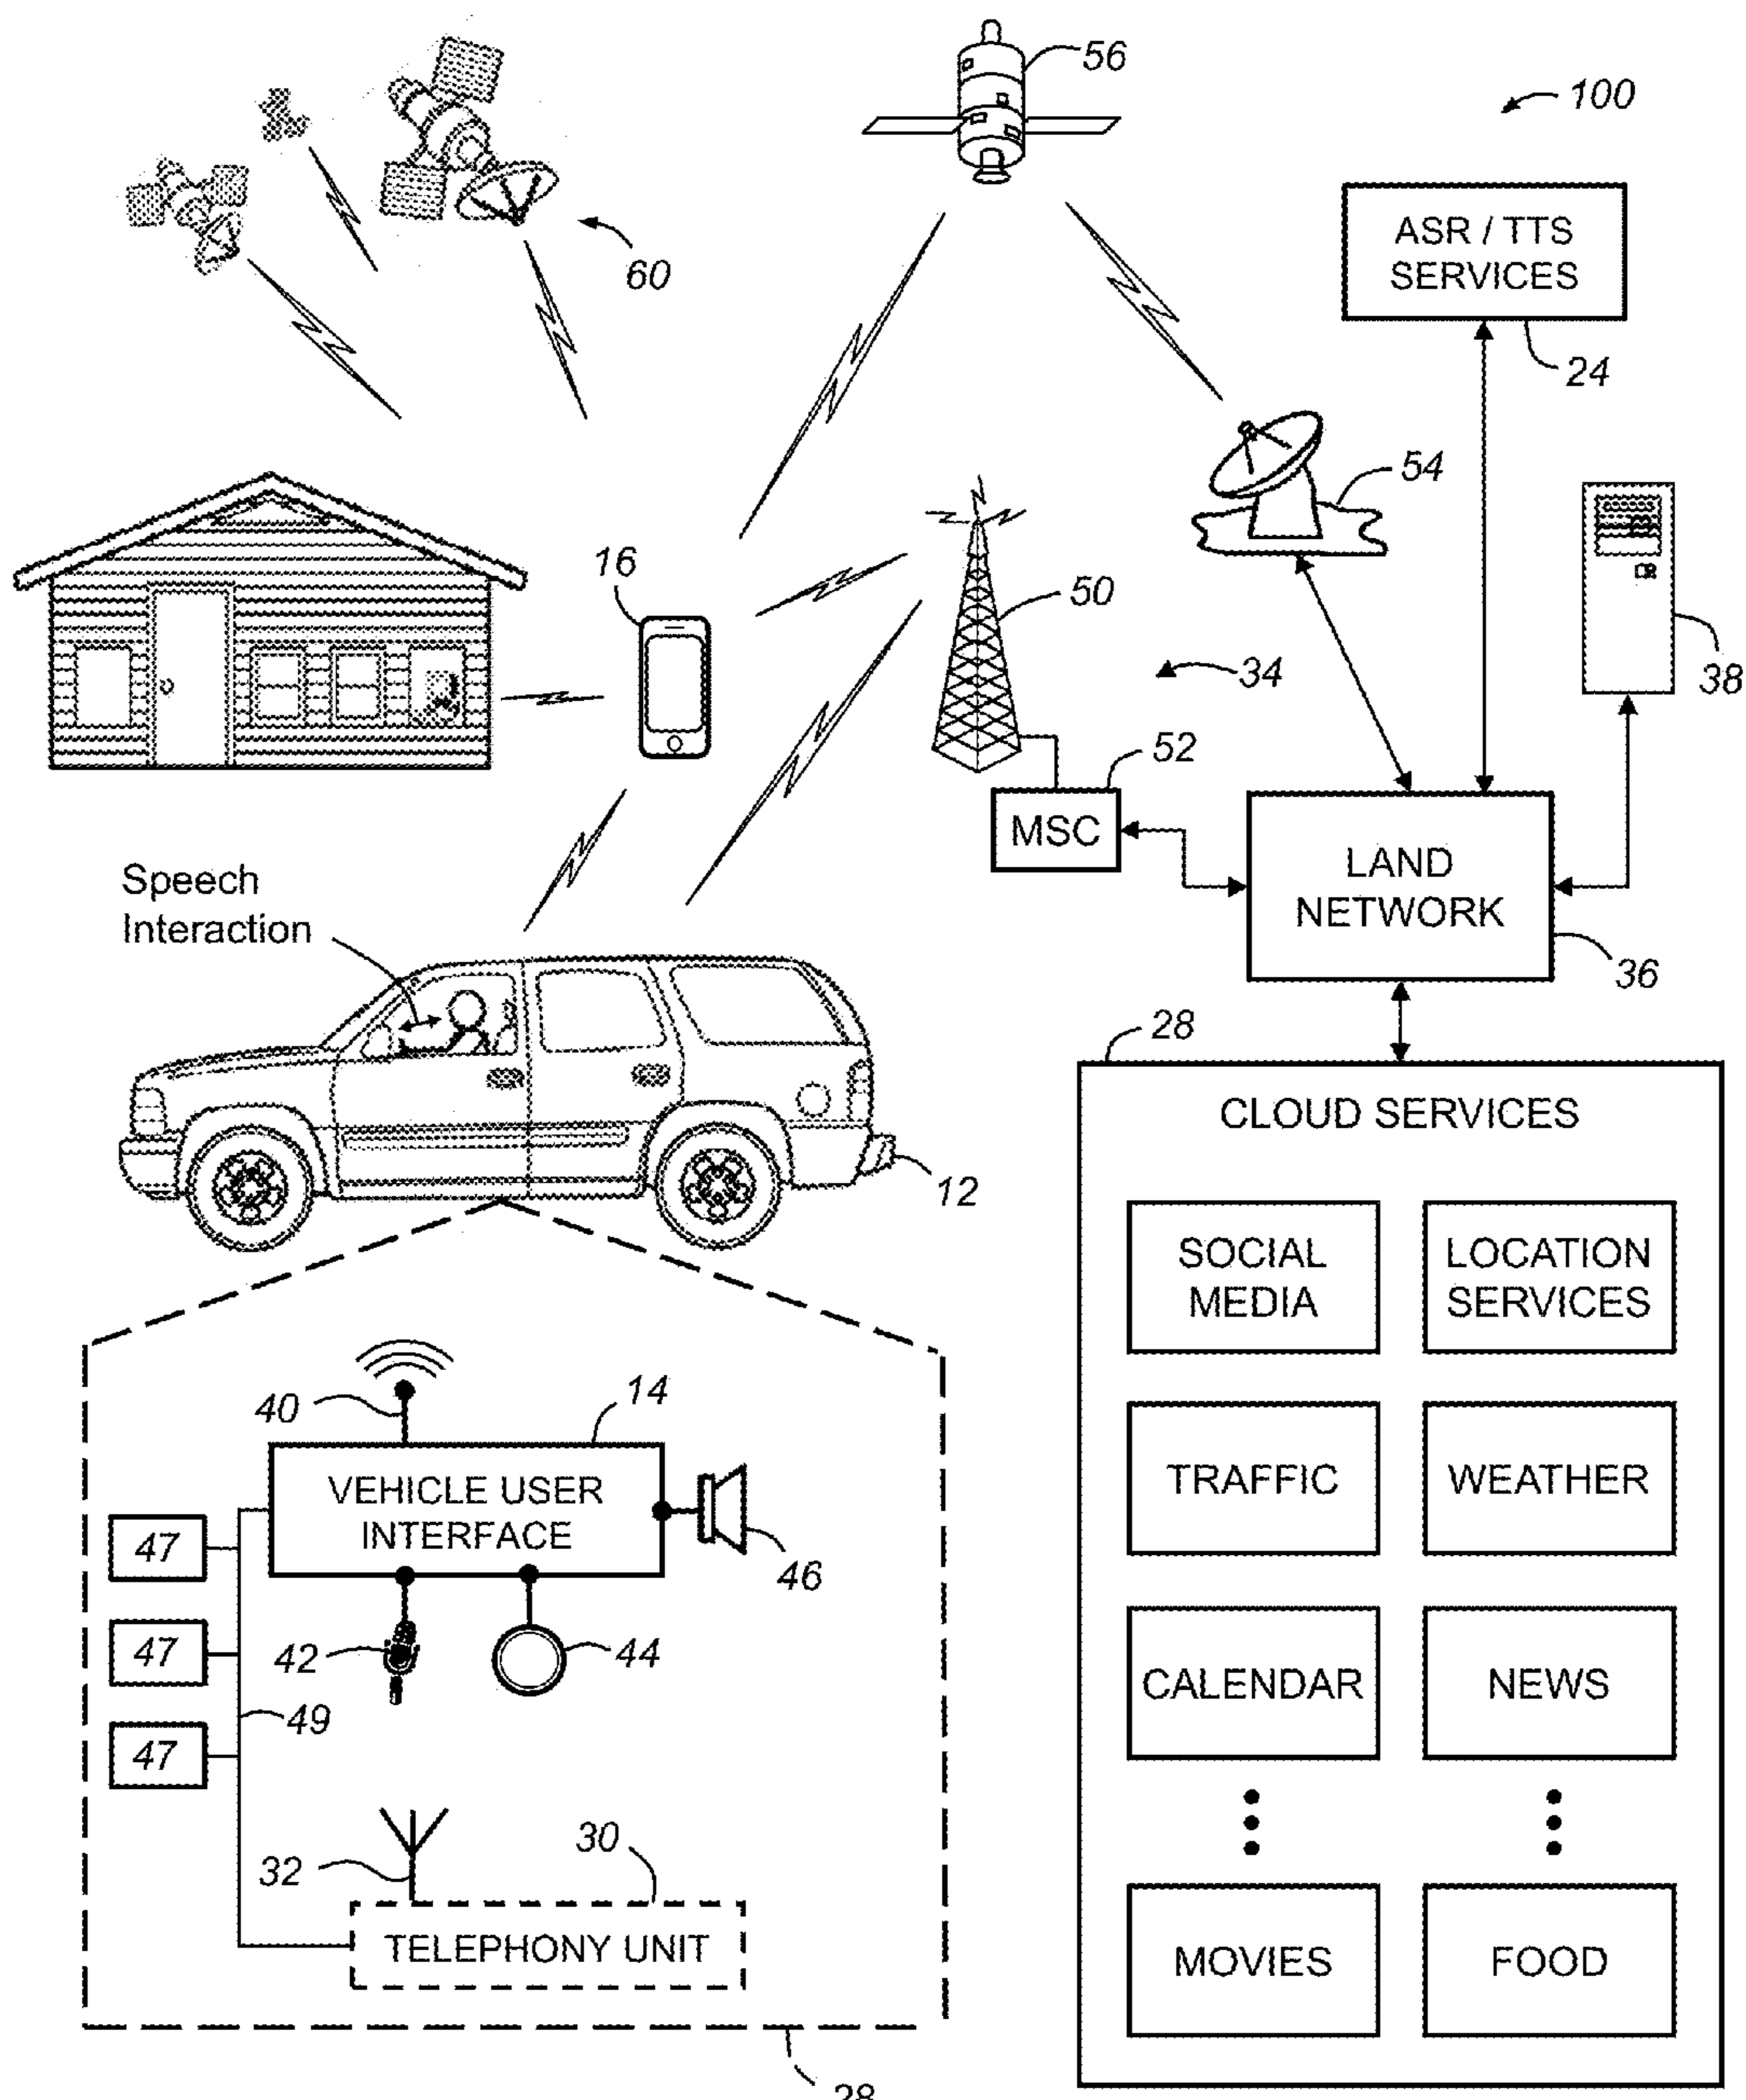 56
100
60
ASR / TTS
SERVICES
24
54
38
16
50
34
52
MSC
LAND
NETWORK
36
Speech
Interaction
12
28
CLOUD SERVICES
SOCIAL
MEDIA
LOCATION
SERVICES
TRAFFIC
WEATHER
CALENDAR
NEWS
MOVIES
FOOD
40
14
VEHICLE USER
INTERFACE
46
47
47
47
42
44
49
32
30
TELEPHONY UNIT
28